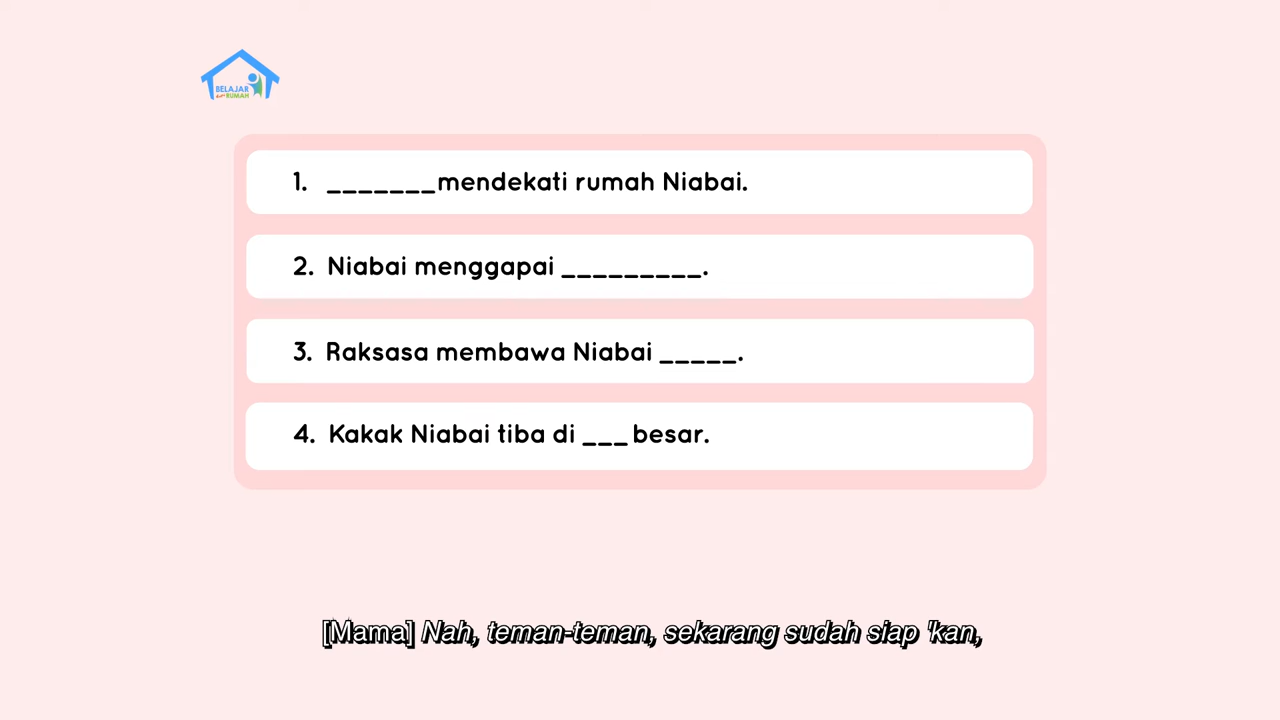 BELAJAR
dari RUMAH
1. _______mendekati rumah Niabai.
2. Niabai menggapai _________.
3. Raksasa membawa Niabai _____.
4. Kakak Niabai tiba di ___ besar.
[Mama] Nah, teman-teman, sekarang sudah siap 'kan,